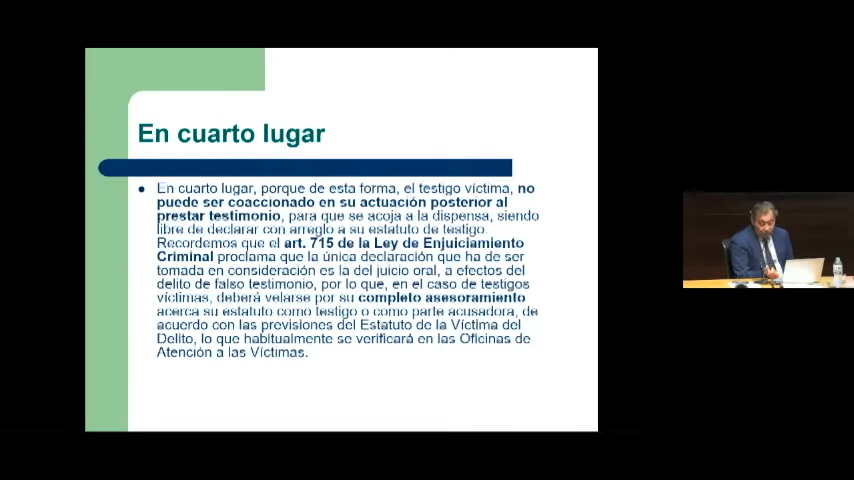 En cuarto lugar
En cuarto lugar, porque de esta forma, el testigo víctima, no
puede ser coaccionado en su actuación posterior al
prestar testimonio, para que se acoja a la dispensa, siendo
libre de declarar con arreglo a su estatuto de testigo.
Recordemos que el art. 715 de la Ley de Enjuiciamiento
Criminal proclama que la única declaración que ha de ser
tomada en consideración es la del juicio oral, a efectos del
delito de falso testimonio, por lo que, en el caso de testigos
víctimas, deberá velarse por su completo asesoramiento
acerca su estatuto como testigo o como parte acusadora, de
acuerdo con las previsiones del Estatuto de la Víctima del
Delito, lo que habitualmente se verificará en las Oficinas de
Atención a las Víctimas.